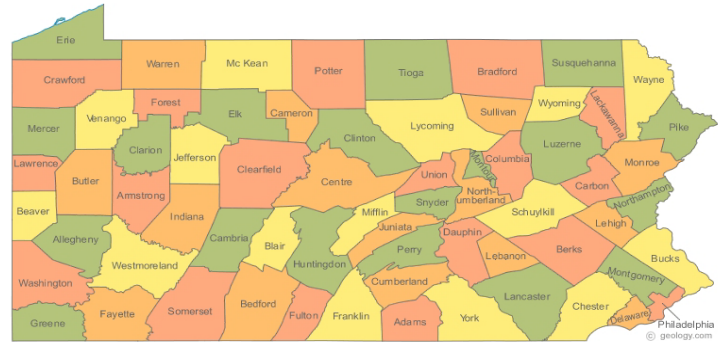 Erie
Warren
Mc Kean
Potter
Tioga
Bradford
Susquehanna
Wayne
Crawford
Forest
Elk
Cameron
Wyoming
Lackawanna
Pike
Mercer
Venango
Clarion
Jefferson
Clinton
Lycoming
Sullivan
Luzerne
Monroe
Lawrence
Butler
Armstrong
Clearfield
Centre
Union
Montour
Columbia
Carbon
Northampton
Beaver
Indiana
Mifflin
Snyder
North-
umberland
Schuylkill
Lehigh
Allegheny
Cambria
Blair
Juniata
Perry
Dauphin
Lebanon
Berks
Bucks
Westmoreland
Huntingdon
Cumberland
Montgomery
Washington
Somerset
Bedford
Lancaster
Chester
Greene
Fayette
Fulton
Franklin
Adams
York
Delaware
Philadelphia
© geology.com